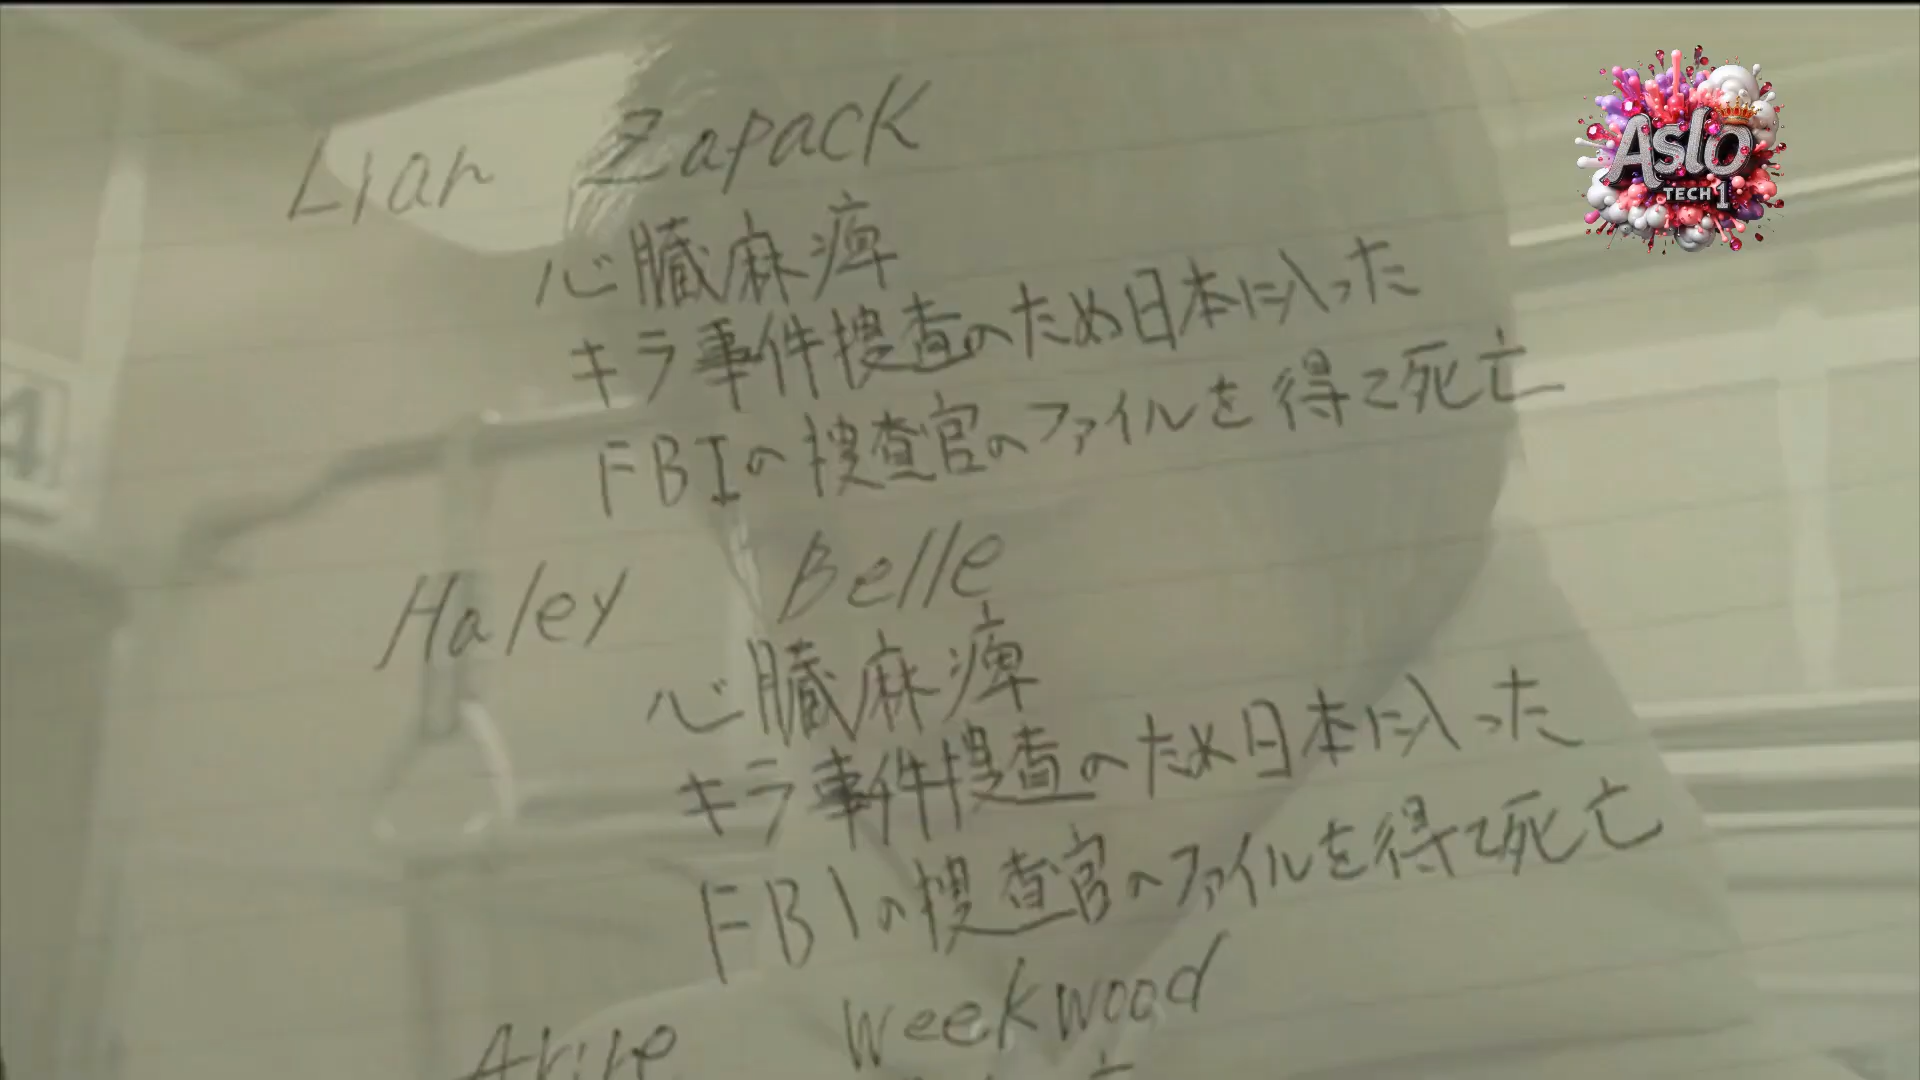 Aslo
TECH 1
Lian Zapack
心臓麻痺
キラ事件捜査のため日本に入った
FBIの捜査官のファイルを得て死亡
4
Haley Belle
心臓麻痺
キラ事件捜査のため日本に入った
FBIの捜査官のファイルを得て死亡
Weekwood